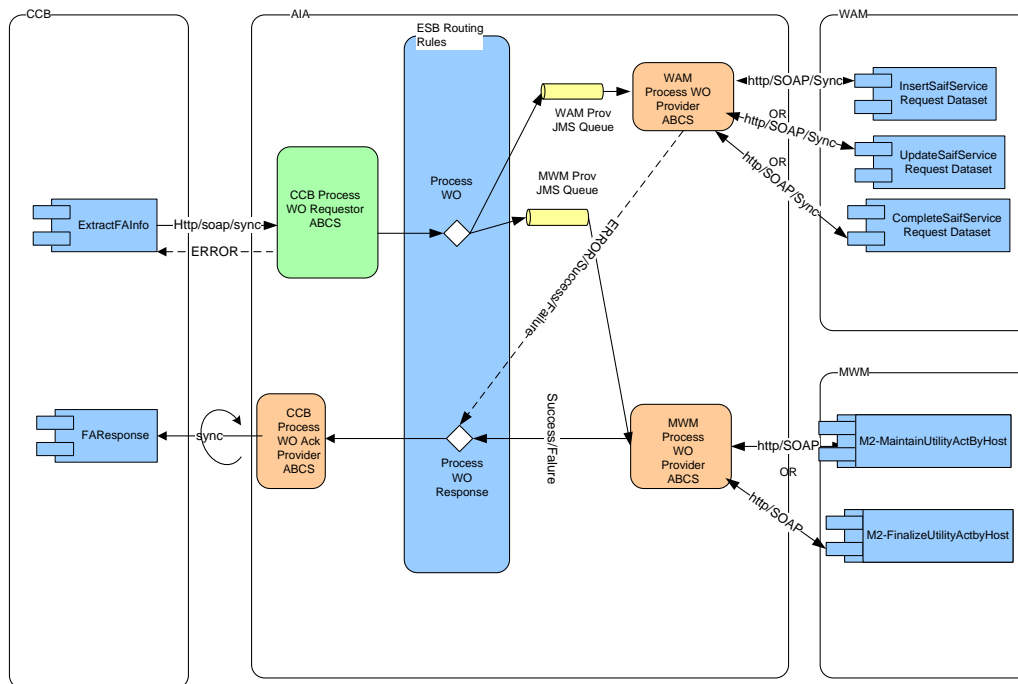 CCB
AIA
WAM
ESB Routing
Rules
WAM
Process WO
Provider
ABCS
http/SOAP/Sync
InsertSaifService
Request Dataset
WAM Prov
JMS Queue
OR
http/SOAP/Sync
UpdateSaifService
Request Dataset
OR
http/SOAP/Sync
CompleteSaifService
Request Dataset
MWM Prov
JMS Queue
Process
WO
CCB Process
WO Requestor
ABCS
ExtractFAInfo
Http/soap/sync
ERROR
ERROR/Success/Failure
MWM
CCB
Process
WO Ack
Provider
ABCS
FAResponse
sync
Process
WO
Response
Success/Falure
MWM
Process
WO
Provider
ABCS
http/SOAP
M2-MaintainUtilityActByHost
OR
http/SOAP
M2-FinalizeUtilityActbyHost